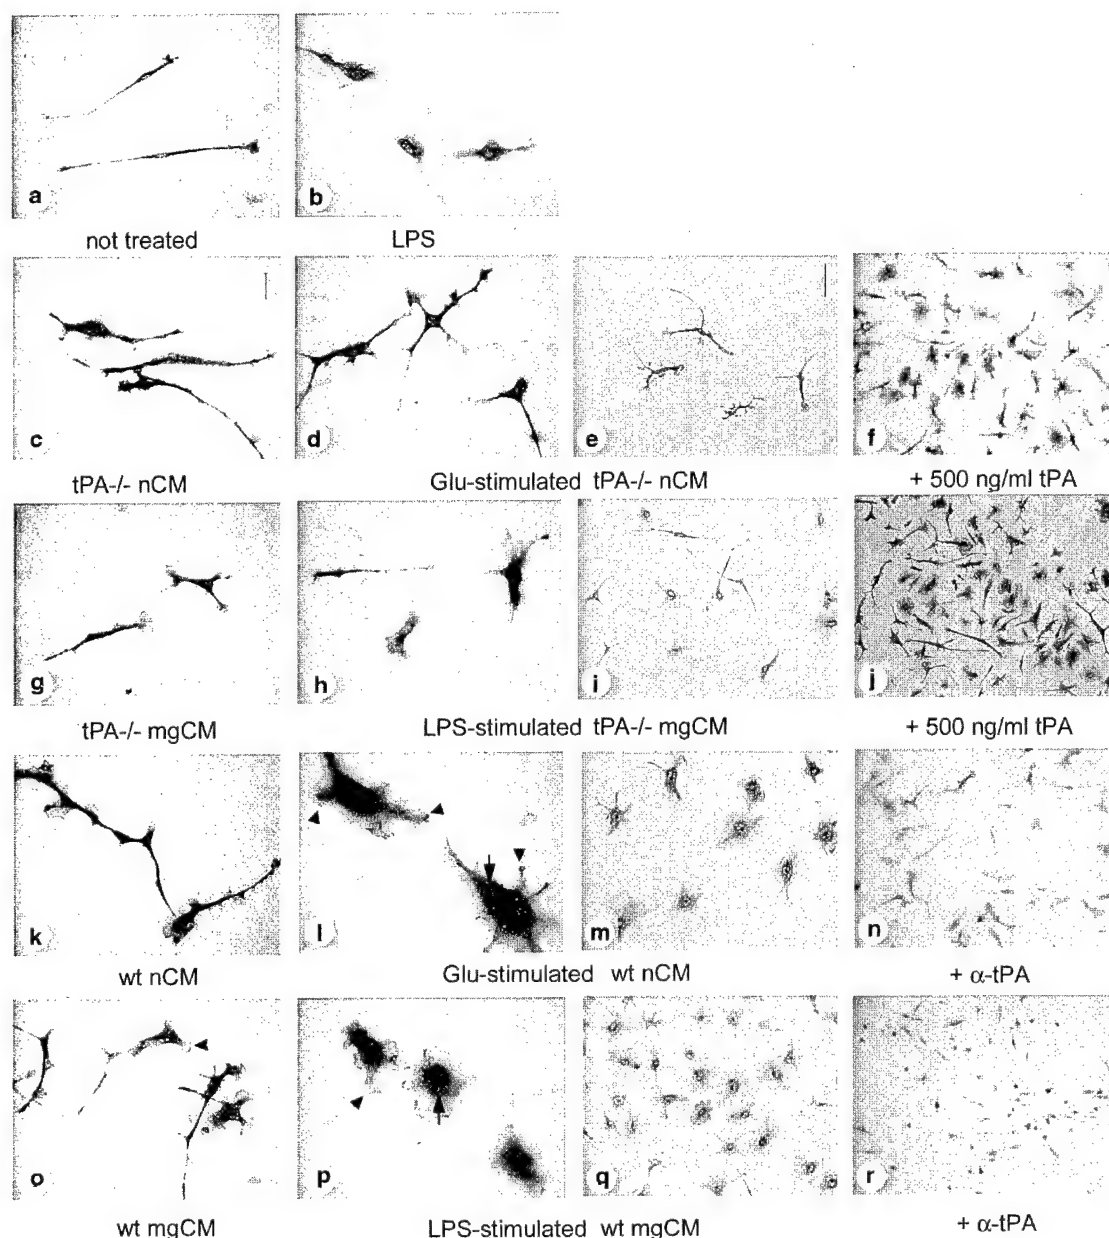 a
b
not treated
LPS
c
d
e
f
tPA-/- nCM
Glu-stimulated tPA-/- nCM
+ 500 ng/ml tPA
g
h
i
j
tPA-/- mgCM
LPS-stimulated tPA-/- mgCM
+ 500 ng/ml tPA
k
l
m
n
wt nCM
Glu-stimulated wt nCM
+ α-tPA
o
p
q
r
wt mgCM
LPS-stimulated wt mgCM
+ α-tPA